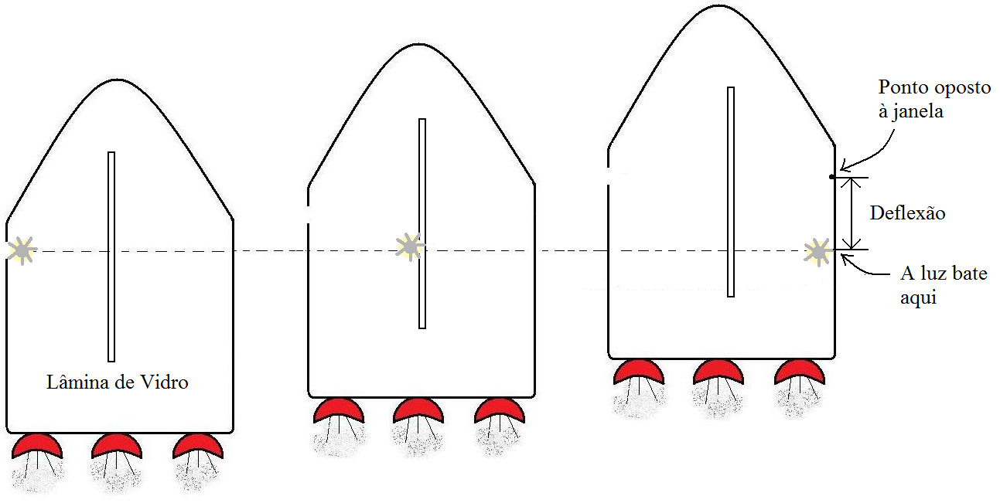 Ponto oposto
à janela
Deflexão
A luz bate
aqui
Lâmina de Vidro